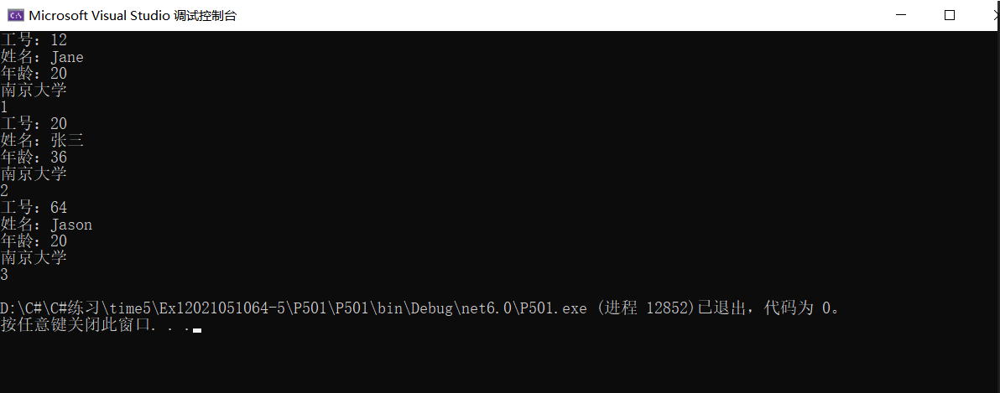 Microsoft Visual Studio 调试控制台
工号：12
姓名：Jane
年龄：20
南京大学
1
工号：20
姓名：张三
年龄：36
南京大学
2
工号：64
姓名：Jason
年龄：20
南京大学
3
D:\C#\C#练习\time5\Ex12021051064-5\P501\P501\bin\Debug\net6.0\P501.exe (进程 12852)已退出，代码为 0。
按任意键关闭此窗口. . .